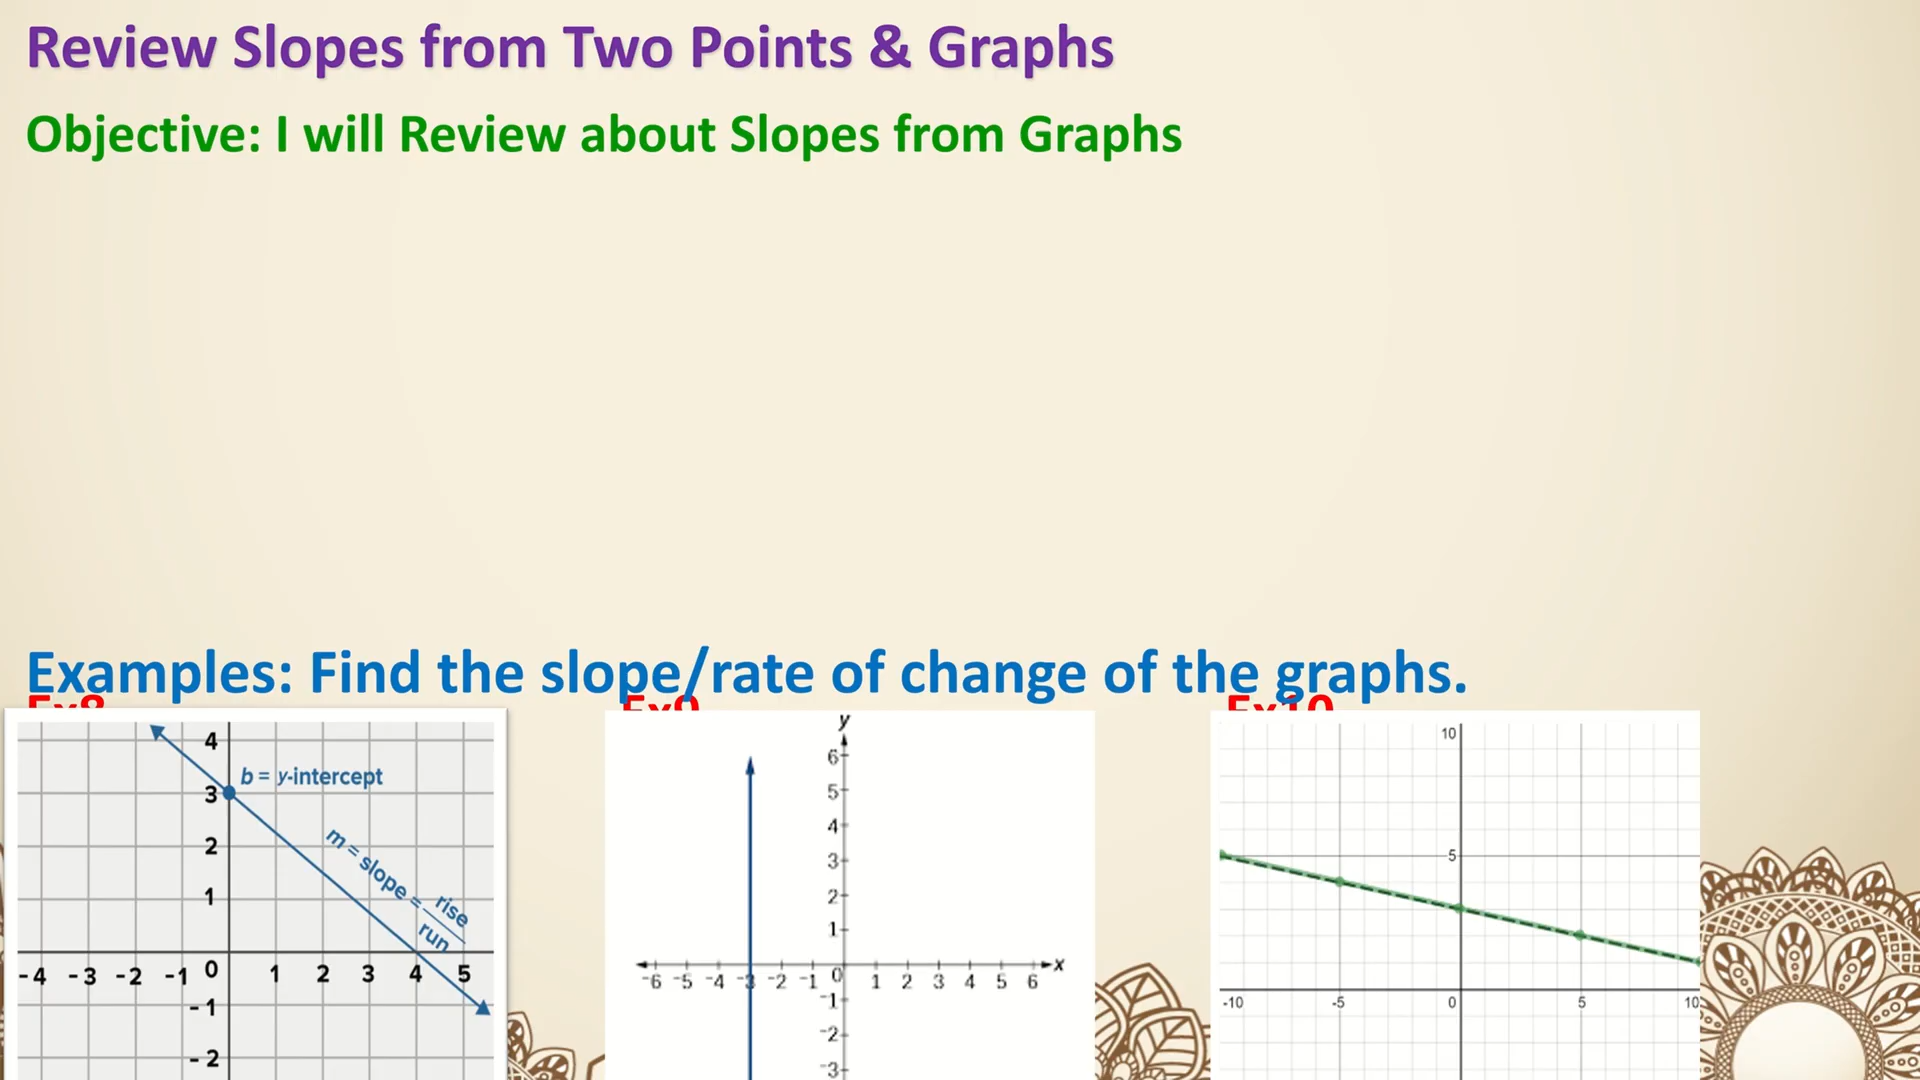 Review Slopes from Two Points & Graphs
Objective: I will Review about Slopes from Graphs
Examples: Find the slope/rate of change of the graphs.
Ex8
Ex9
Ex10
4
b = y-intercept
3
2
m = slope = rise
run
1
-4 -3 -2 -1 0 1 2 3 4 5
-1
-2
y
6
5
4
3
2
1
x
-6 -5 -4 -3 -2 -1 0 1 2 3 4 5 6
-1
-2
-3
10
5
-10 -5 0 5 10